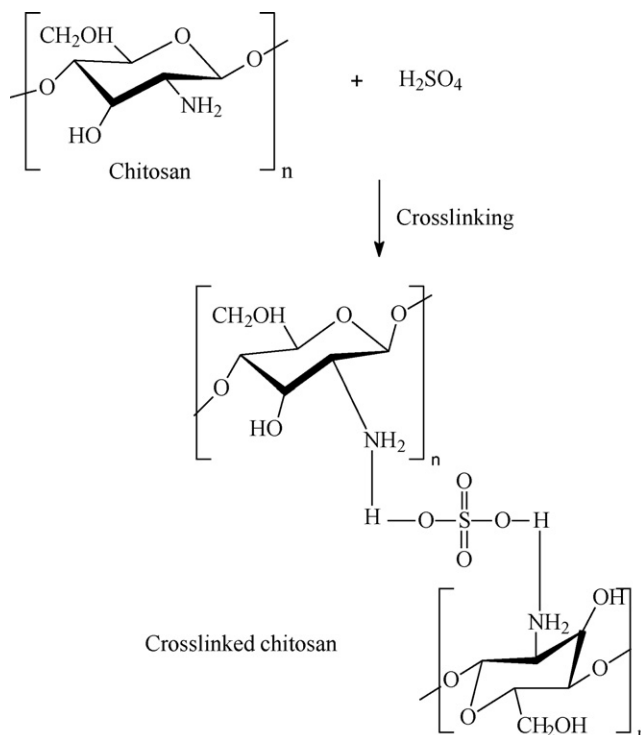 CH₂OH
O
O
O
NH₂
HO
Chitosan
n
+ H₂SO₄
Crosslinking
CH₂OH
O
O
O
HO
NH₂
n
O
H O S O H
O
OH
NH₂
Crosslinked chitosan
O
O
O
CH₂OH